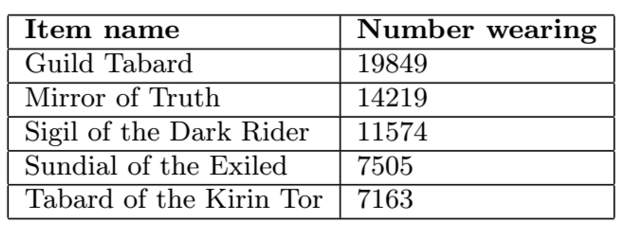 Item name Number wearing
Guild Tabard 19849
Mirror of Truth 14219
Sigil of the Dark Rider 11574
Sundial of the Exiled 7505
Tabard of the Kirin Tor 7163